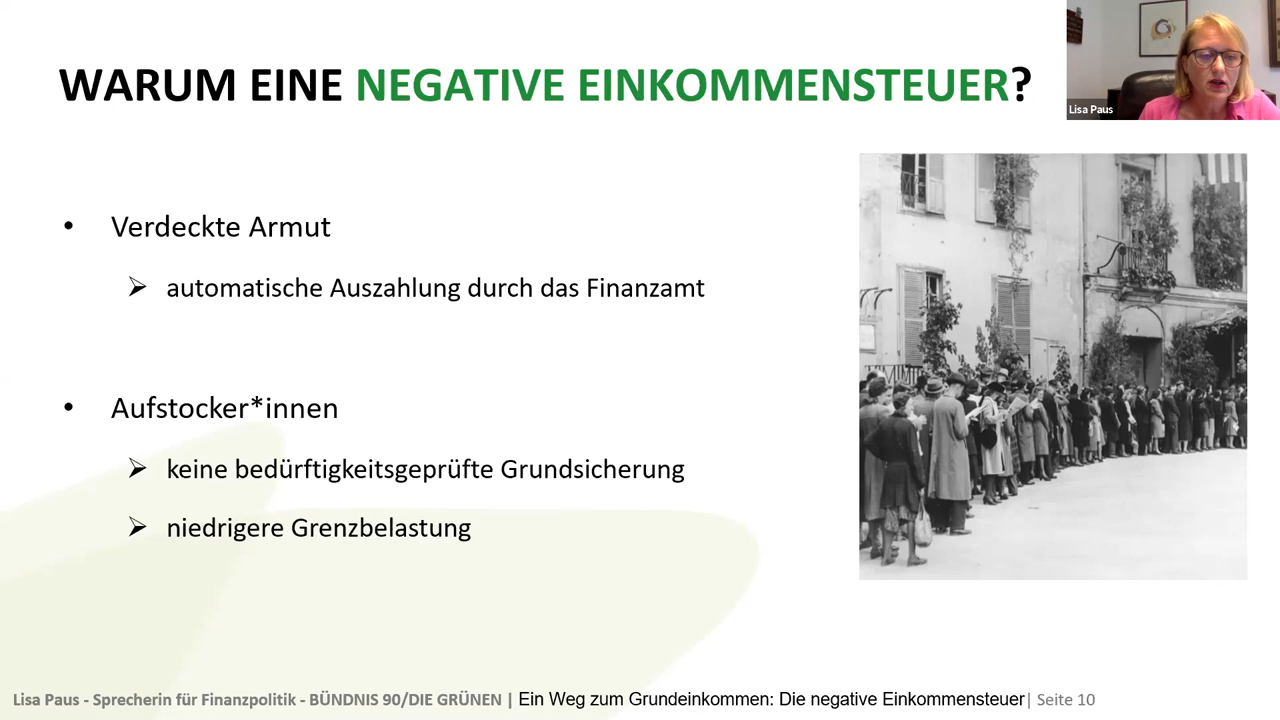 WARUM EINE NEGATIVE EINKOMMENSTEUER?
Lisa Paus
• Verdeckte Armut
➢ automatische Auszahlung durch das Finanzamt
• Aufstocker*innen
➢ keine bedürftigkeitsgeprüfte Grundsicherung
➢ niedrigere Grenzbelastung
Lisa Paus - Sprecherin für Finanzpolitik - BÜNDNIS 90/DIE GRÜNEN | Ein Weg zum Grundeinkommen: Die negative Einkommensteuer | Seite 10